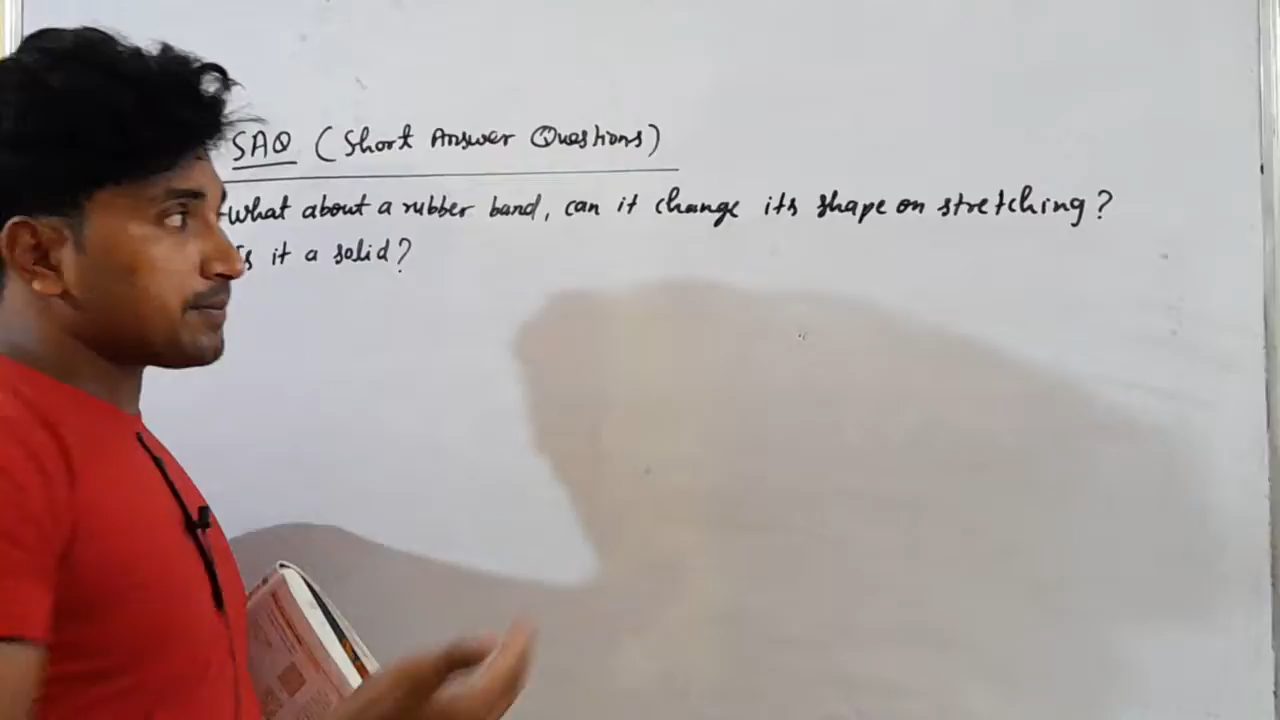 SAQ (Short Answer Questions)
What about a rubber band, can it change its shape on stretching?
it a solid?